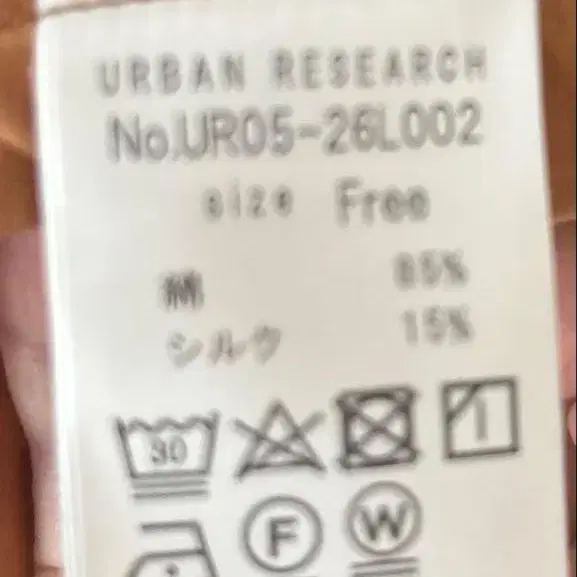 URBAN RESEARCH
No.UR05-26L002
size Free
綿 85%
シルク 15%
30
F W